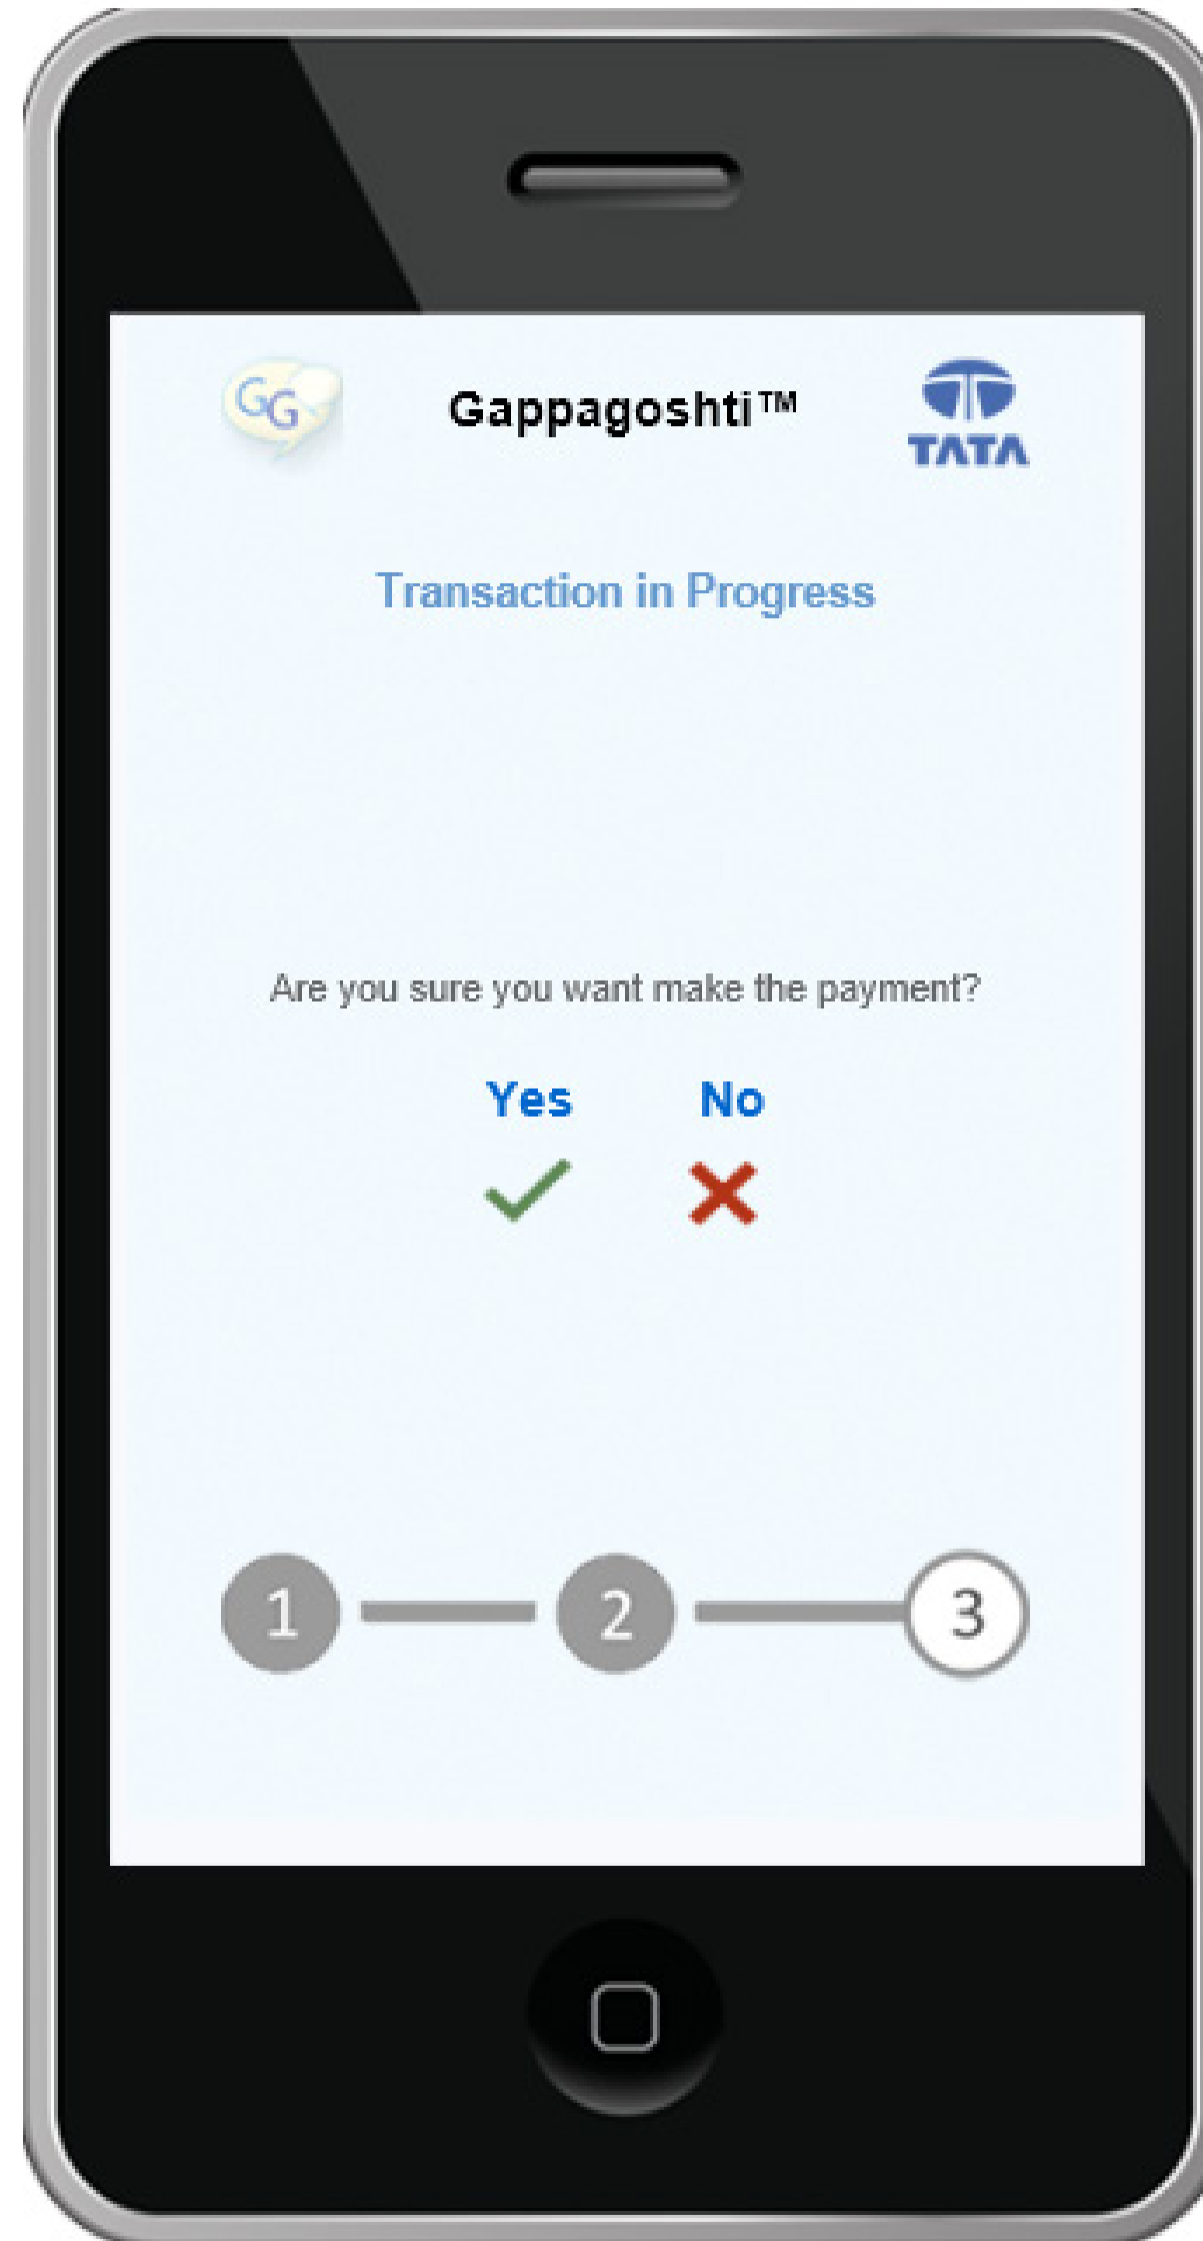 GG
Gappagoshti™
TATA
Transaction in Progress
Are you sure you want make the payment?
Yes No
1 2 3